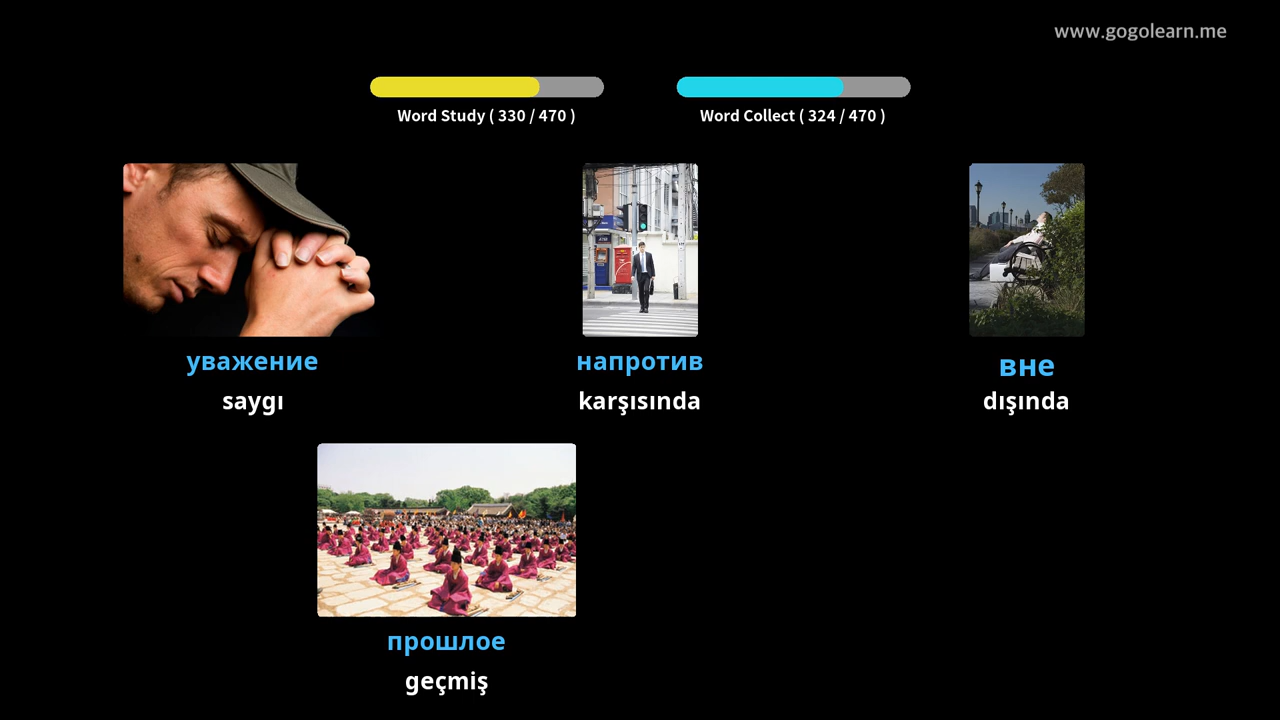 www.gogolearn.me
Word Study ( 330 / 470 )
Word Collect ( 324 / 470 )
уважение
saygı
напротив
karşısında
вне
dışında
прошлое
geçmiş